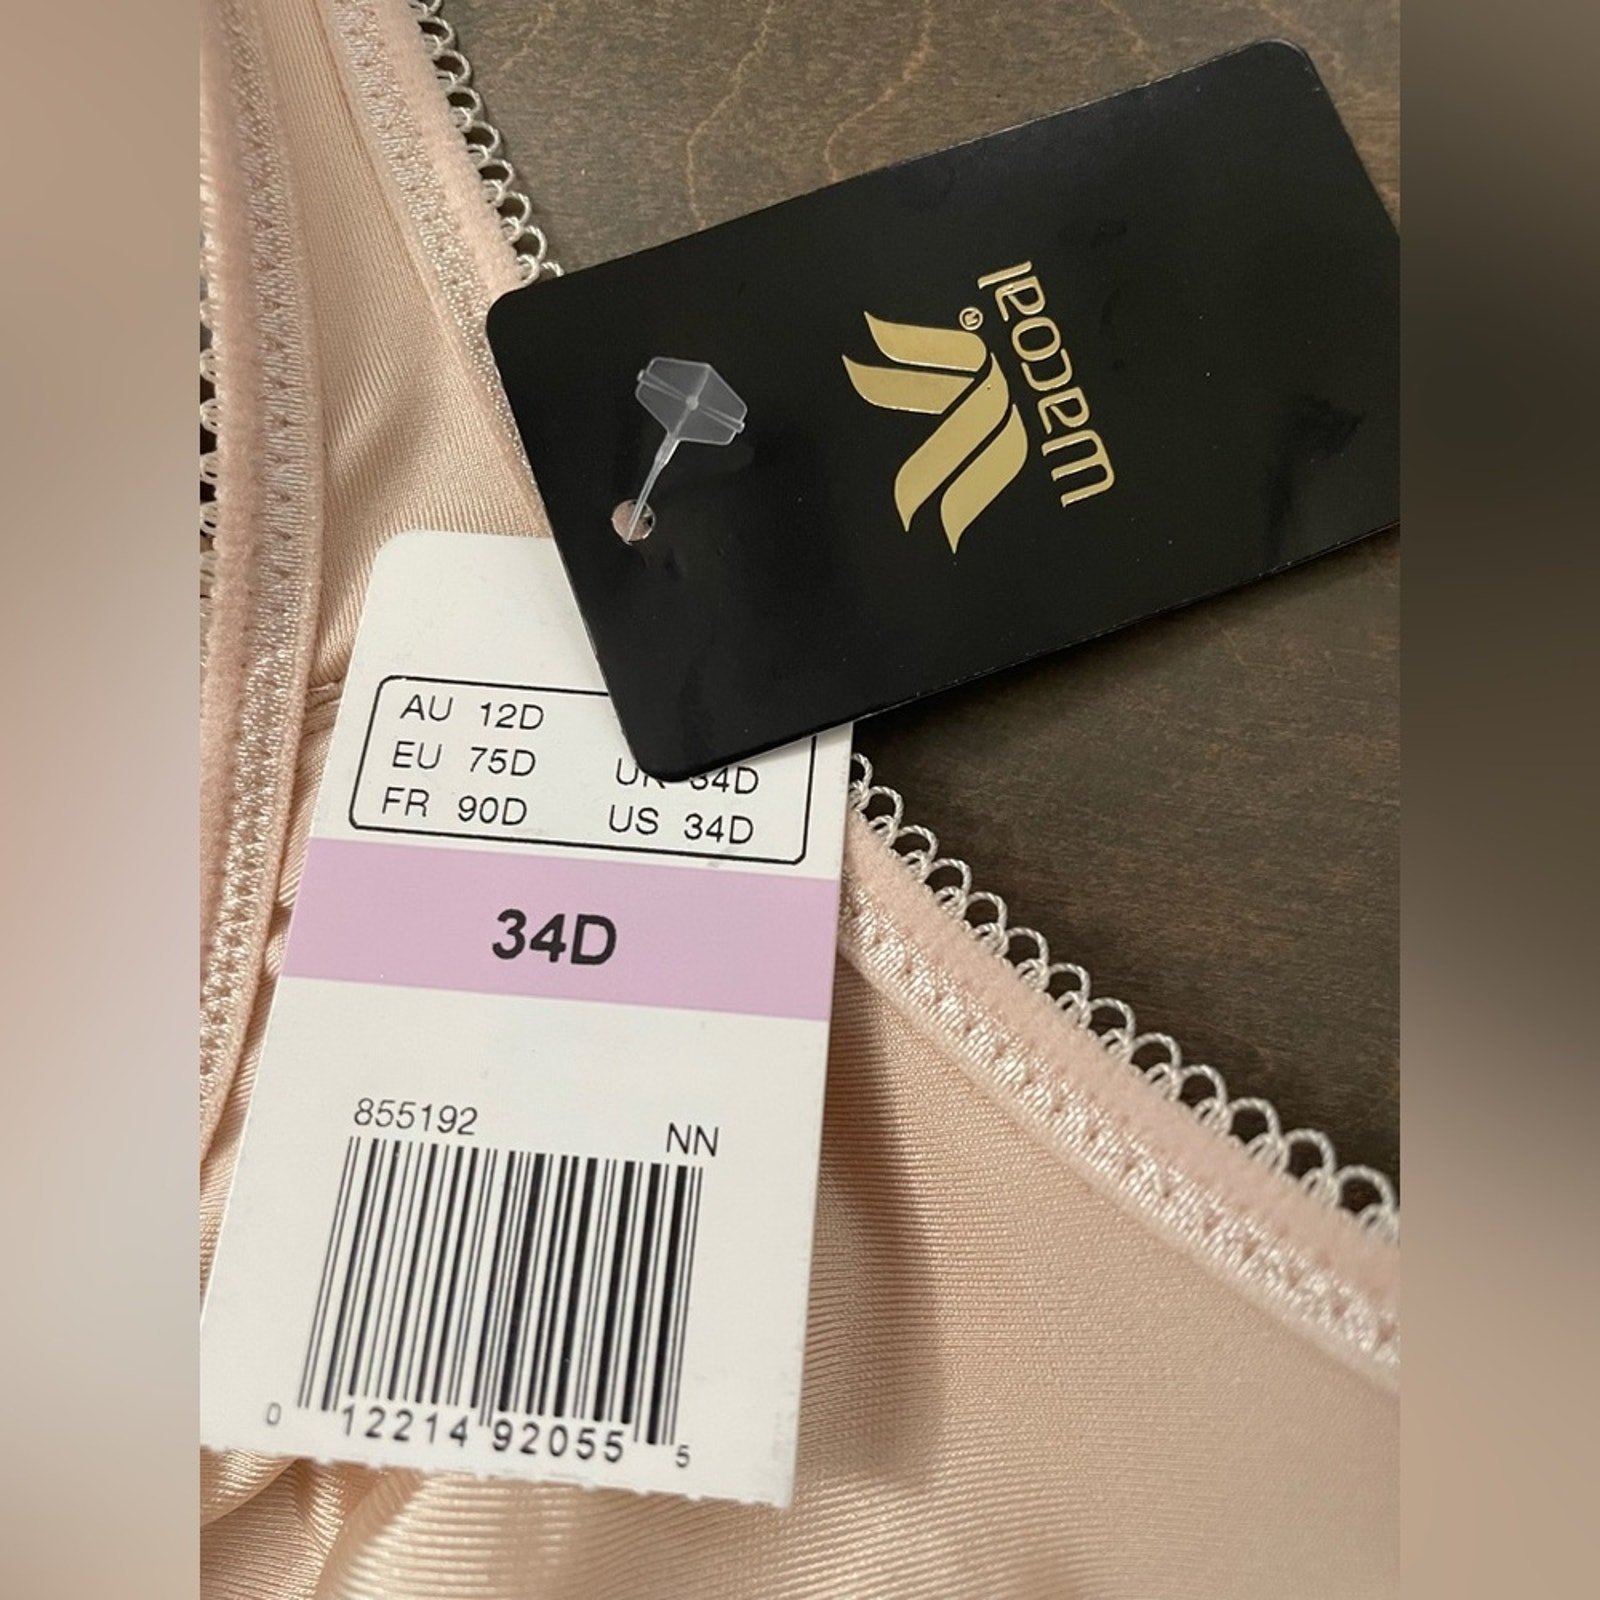 wacoal®
AU 12D
EU 75D UK 34D
FR 90D US 34D
34D
855192 NN
0 12214 92055 5